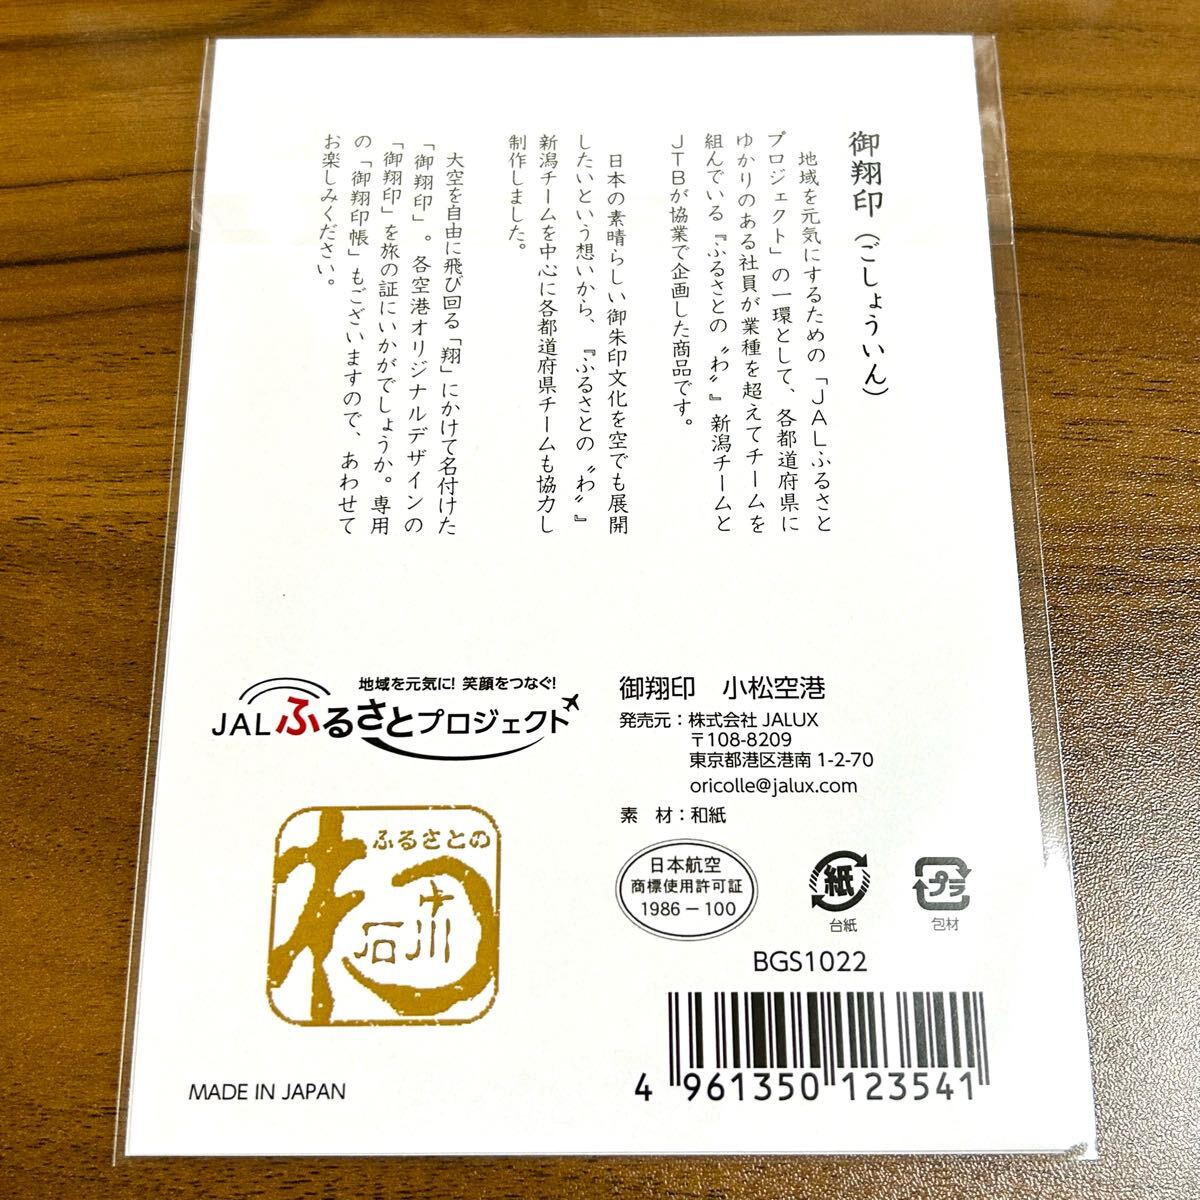 御翔印(ごしょういん)
地域を元気にするための「JALふるさと
プロジェクト」の一環として、各都道府県に
ゆかりのある社員が業種を超えてチームを
組んでいる『ふるさとの〝わ〟』新潟チームと
JTBが協業で企画した商品です。
日本の素晴らしい御朱印文化を空でも展開
したいという想いから、『ふるさとの〝わ〟』
新潟チームを中心に各都道府県チームも協力し
制作しました。
大空を自由に飛び回る「翔」にかけて名付けた
「御翔印」。各空港オリジナルデザインの
「御翔印」を旅の証にいかがでしょうか。専用
の「御翔印帳」もございますので、あわせて
お楽しみください。
地域を元気に! 笑顔をつなぐ!
JALふるさとプロジェクト
ふるさとの
石川
MADE IN JAPAN
御翔印 小松空港
発売元:株式会社 JALUX
〒108-8209
東京都港区港南 1-2-70
oricolle@jalux.com
素 材:和紙
日本航空
商標使用許可証
1986-100
紙
台紙
プラ
包材
BGS1022
4 961350 123541